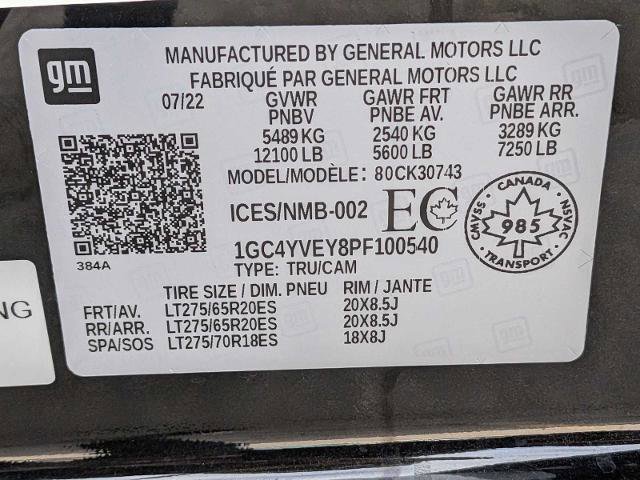 gm
MANUFACTURED BY GENERAL MOTORS LLC
FABRIQUÉ PAR GENERAL MOTORS LLC
07/22 GVWR GAWR FRT GAWR RR
PNBV PNBE AV. PNBE ARR.
5489 KG 2540 KG 3289 KG
12100 LB 5600 LB 7250 LB
MODEL/MODÈLE: 80CK30743
ICES/NMB-002 EC
CANADA
SVSM NSVAC
985
TRANSPORT
1GC4YVEY8PF100540
384A
TYPE: TRU/CAM
TIRE SIZE / DIM. PNEU RIM / JANTE
FRT/AV. LT275/65R20ES 20X8.5J
RR/ARR. LT275/65R20ES 20X8.5J
SPA/SOS LT275/70R18ES 18X8J
NG